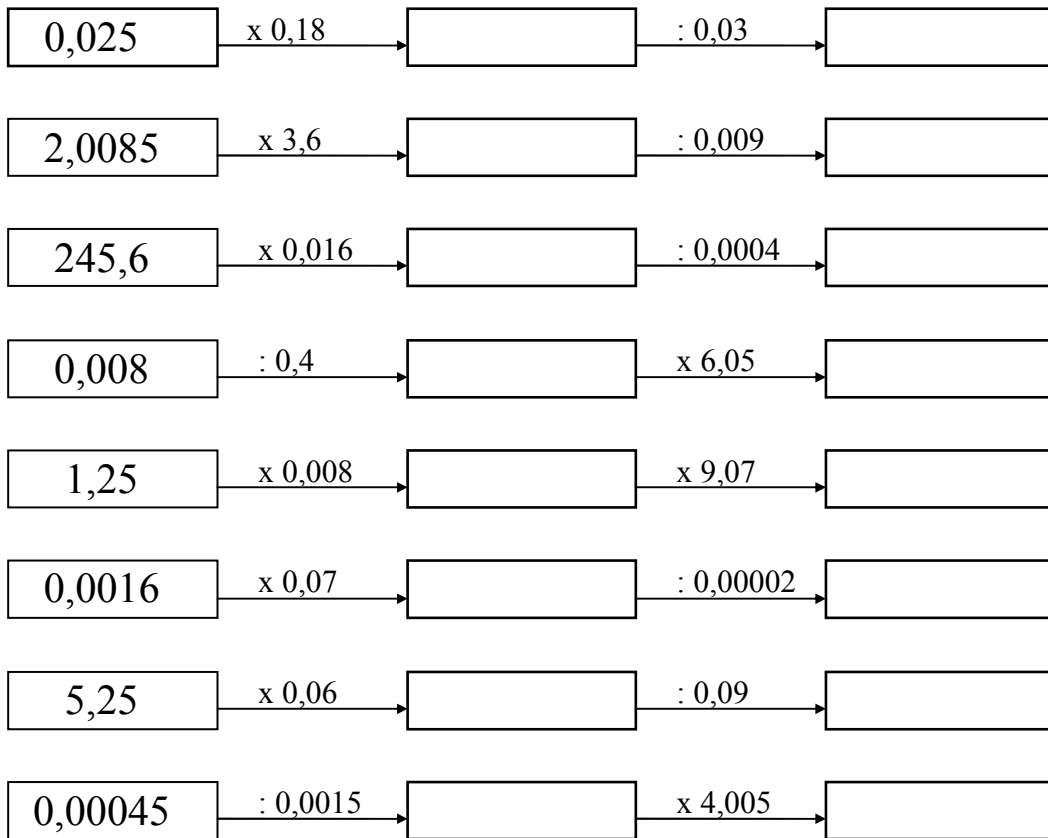 0,025 x 0,18 : 0,03
2,0085 x 3,6 : 0,009
245,6 x 0,016 : 0,0004
0,008 : 0,4 x 6,05
1,25 x 0,008 x 9,07
0,0016 x 0,07 : 0,00002
5,25 x 0,06 : 0,09
0,00045 : 0,0015 x 4,005